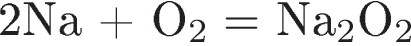 2Na + O₂ = Na₂O₂